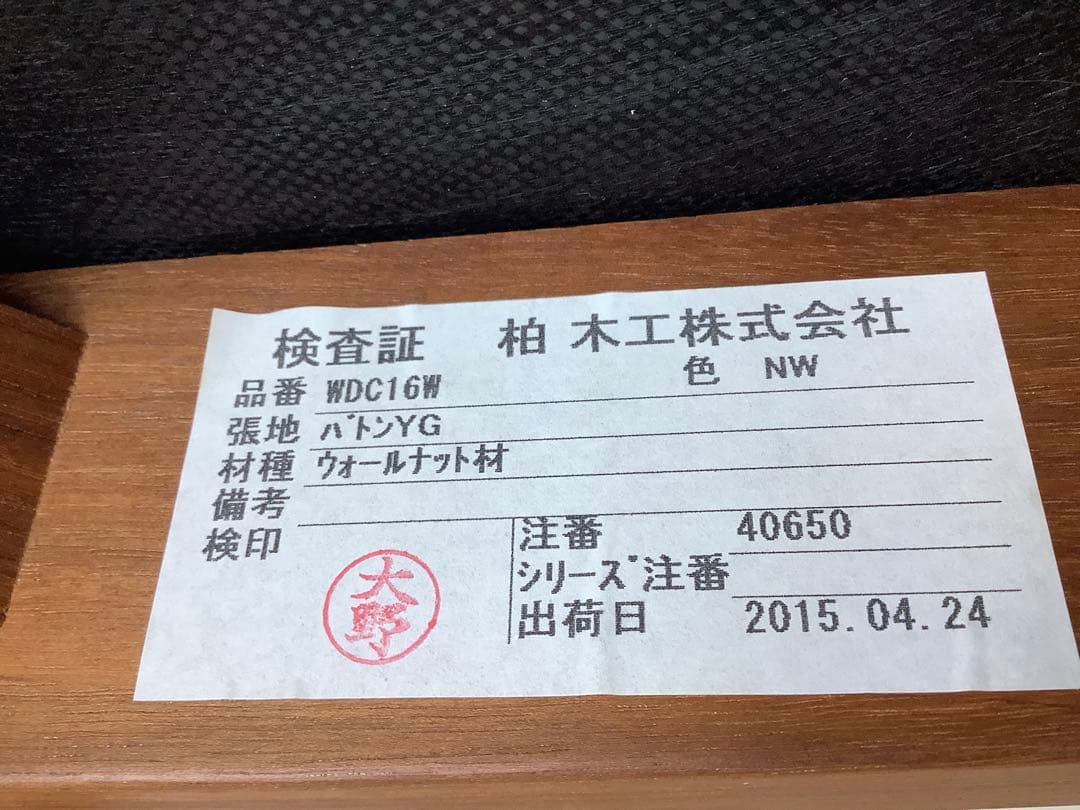 検査証 柏木工株式会社
品番 WDC16W 色 NW
張地 ﾊﾞﾄﾝYG
材種 ｳｫｰﾙﾅｯﾄ材
備考
検印 大野
注番 40650
ｼﾘｰｽﾞ注番
出荷日 2015.04.24